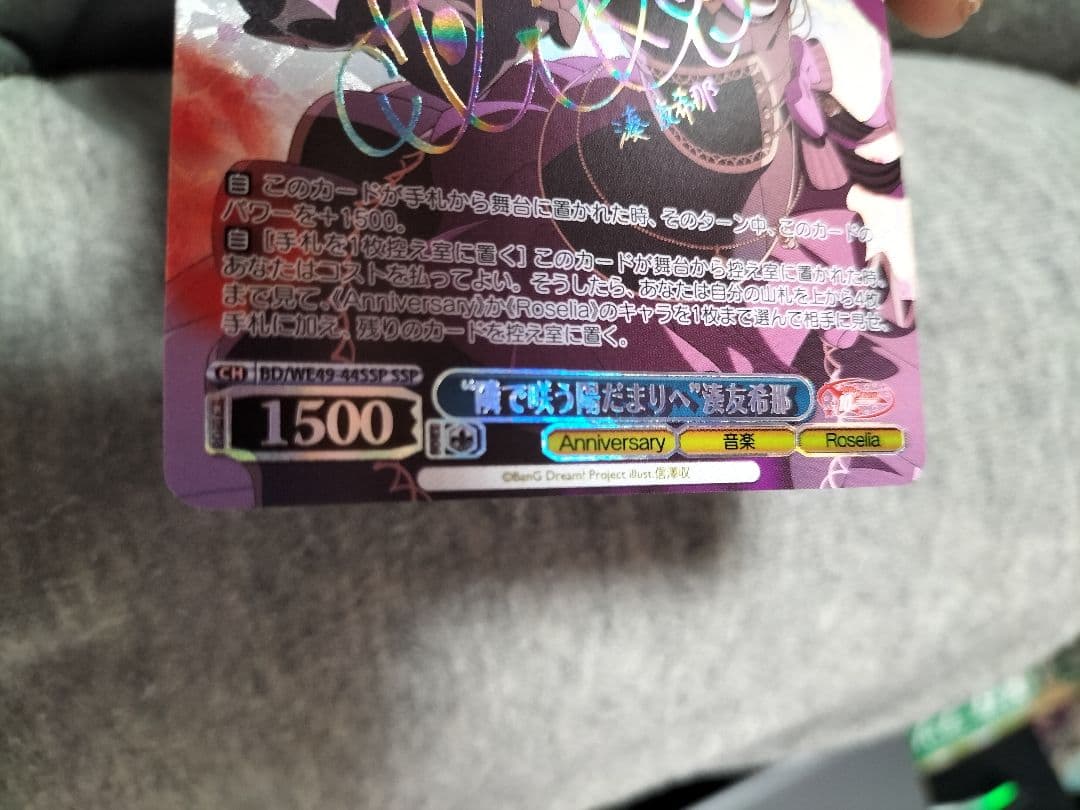 湊友希那
自 このカードが手札から舞台に置かれた時、そのターン中、このカードの
パワーを+1500。
自 [手札を1枚控え室に置く] このカードが舞台から控え室に置かれた時、
あなたはコストを払ってよい。そうしたら、あなたは自分の山札を上から4枚
まで見て、《Anniversary》か《Roselia》のキャラを1枚まで選んで相手に見せ、
手札に加え、残りのカードを控え室に置く。
CH BD/WE49-44SSP SSP
1500
“隣で咲う陽だまりへ”湊友希那
Anniversary 音楽 Roselia
©BanG Dream! Project illust.信澤収